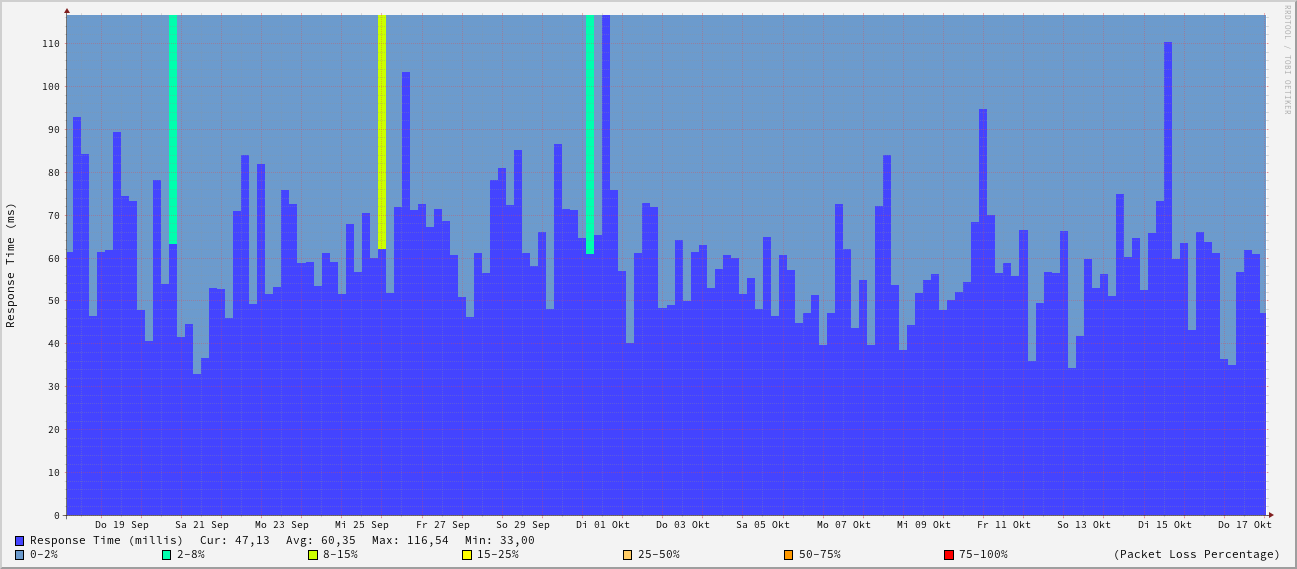 RRDTOOL / TOBI OETIKER
Response Time (ms)
110
100
90
80
70
60
50
40
30
20
10
0
Do 19 Sep Sa 21 Sep Mo 23 Sep Mi 25 Sep Fr 27 Sep So 29 Sep Di 01 Okt Do 03 Okt Sa 05 Okt Mo 07 Okt Mi 09 Okt Fr 11 Okt So 13 Okt Di 15 Okt Do 17 Okt
Response Time (millis) Cur: 47,13 Avg: 60,35 Max: 116,54 Min: 33,00
0-2% 2-8% 8-15% 15-25% 25-50% 50-75% 75-100% (Packet Loss Percentage)